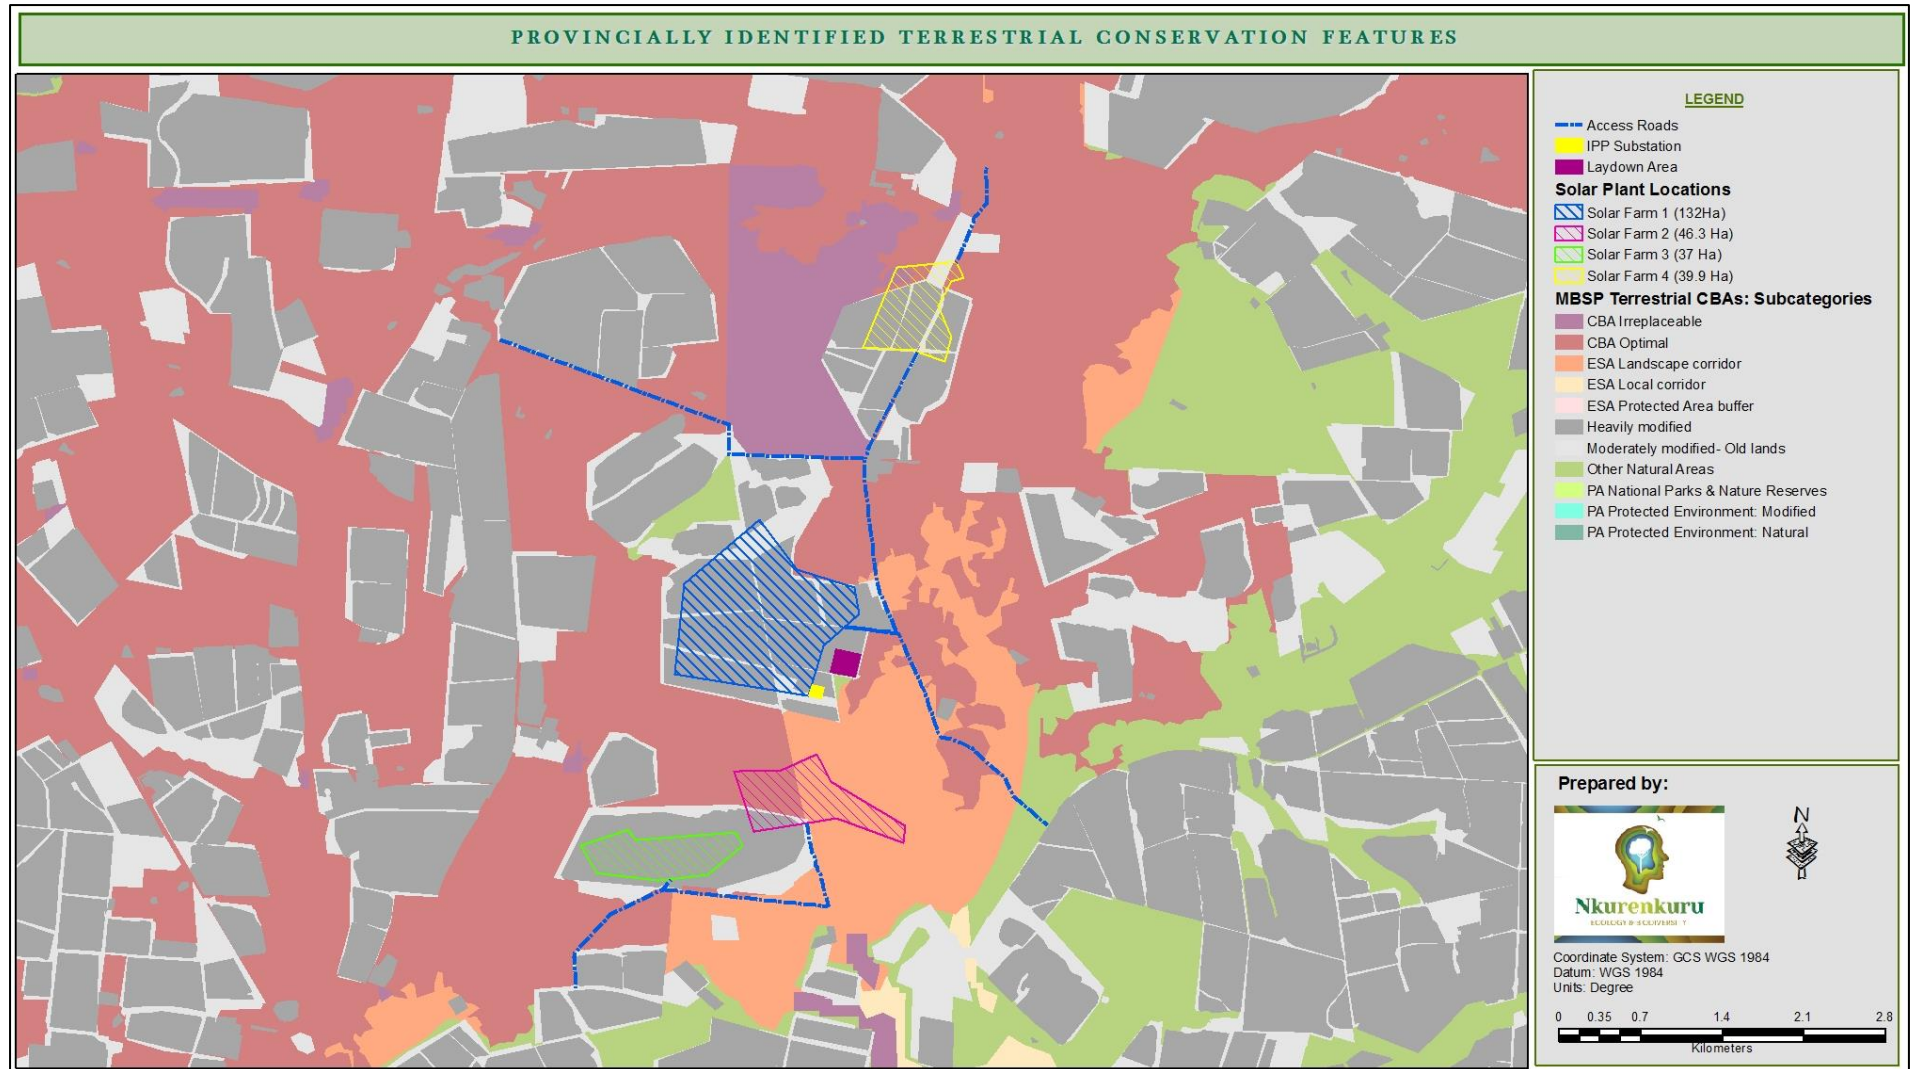 PROVINCIALLY IDENTIFIED TERRESTRIAL CONSERVATION FEATURES
LEGEND
Access Roads
IPP Substation
Laydown Area
Solar Plant Locations
Solar Farm 1 (132Ha)
Solar Farm 2 (46.3 Ha)
Solar Farm 3 (37 Ha)
Solar Farm 4 (39.9 Ha)
MBSP Terrestrial CBAs: Subcategories
CBA Irreplaceable
CBA Optimal
ESA Landscape corridor
ESA Local corridor
ESA Protected Area buffer
Heavily modified
Moderately modified- Old lands
Other Natural Areas
PA National Parks & Nature Reserves
PA Protected Environment: Modified
PA Protected Environment: Natural
Prepared by:
N
Nkurenkuru
ECOLOGY & BIODIVERSITY
Coordinate System: GCS WGS 1984
Datum: WGS 1984
Units: Degree
0 0.35 0.7 1.4 2.1 2.8
Kilometers